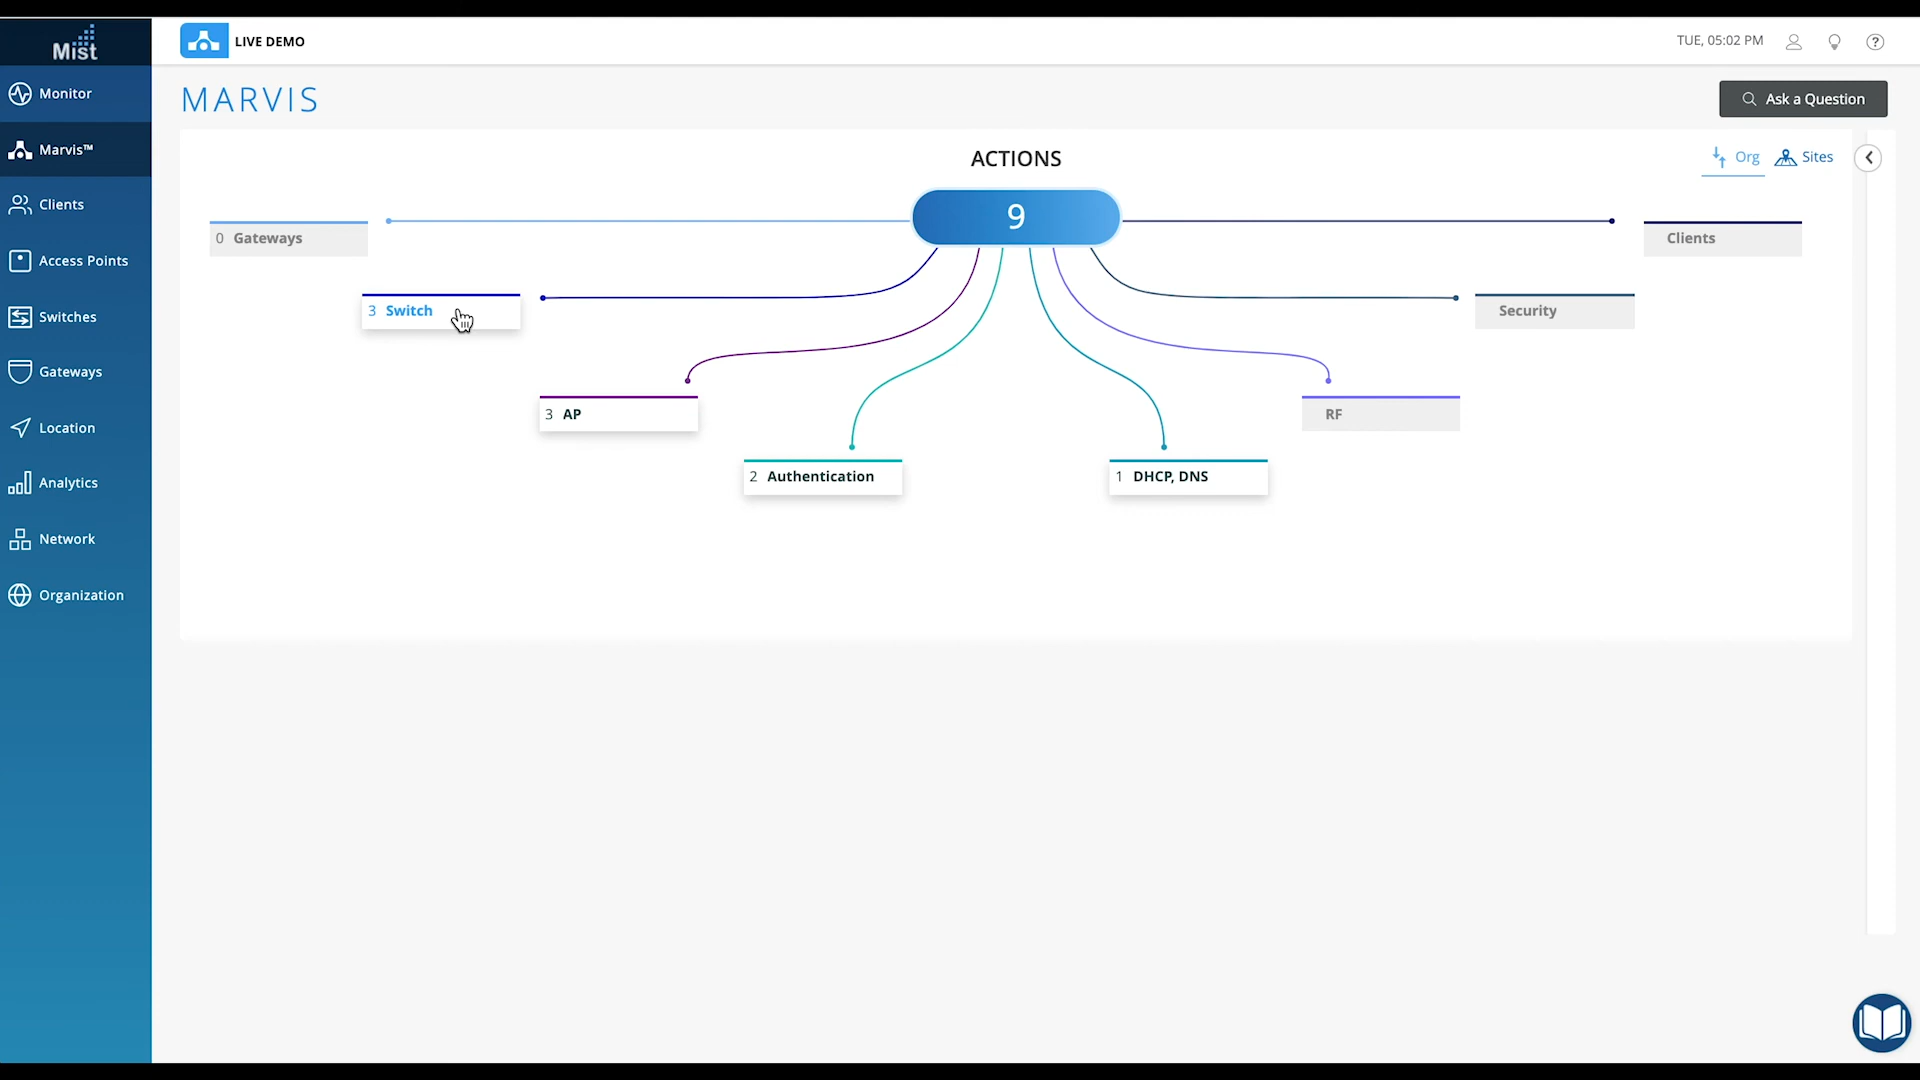 Mist
LIVE DEMO
TUE, 05:02 PM
Monitor
Marvis™
Clients
Access Points
Switches
Gateways
Location
Analytics
Network
Organization
MARVIS
Ask a Question
ACTIONS
Org
Sites
9
0 Gateways
Clients
3 Switch
Security
3 AP
RF
2 Authentication
1 DHCP, DNS